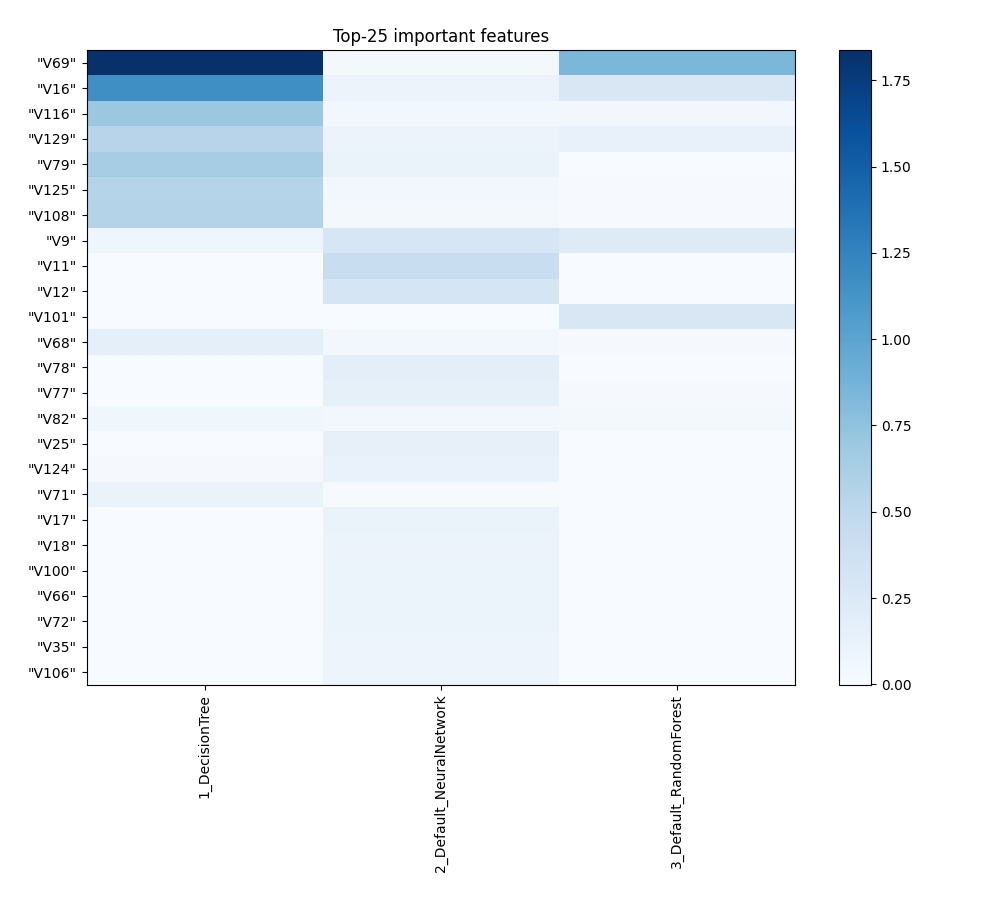 Top-25 important features
"V69"
"V16"
"V116"
"V129"
"V79"
"V125"
"V108"
"V9"
"V11"
"V12"
"V101"
"V68"
"V78"
"V77"
"V82"
"V25"
"V124"
"V71"
"V17"
"V18"
"V100"
"V66"
"V72"
"V35"
"V106"
1_DecisionTree
2_Default_NeuralNetwork
3_Default_RandomForest
1.75
1.50
1.25
1.00
0.75
0.50
0.25
0.00